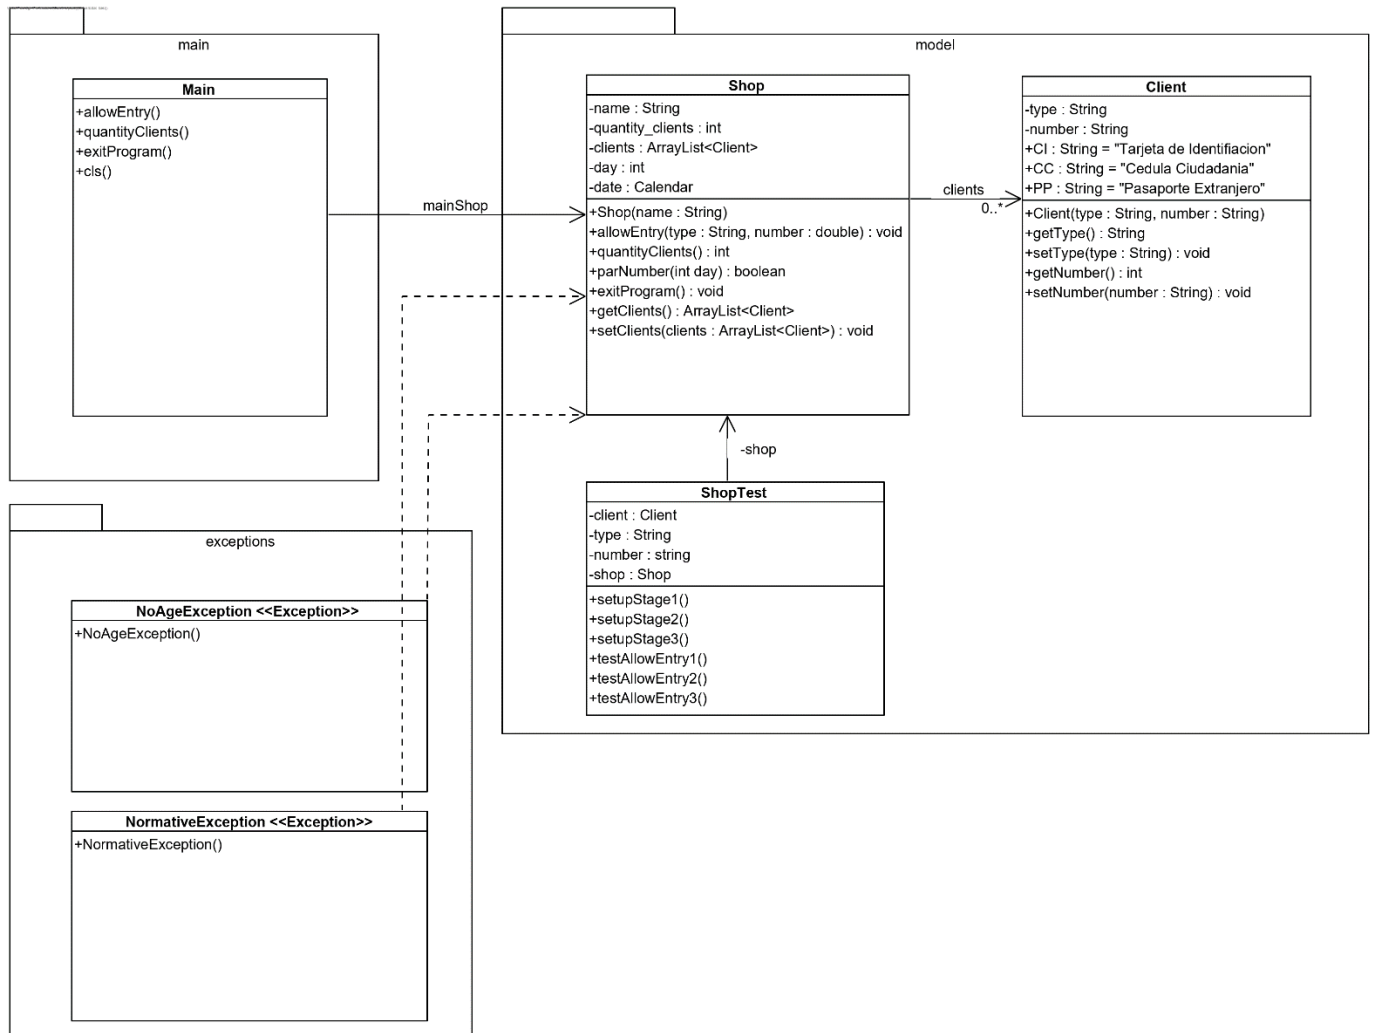 main
Main
+allowEntry()
+quantityClients()
+exitProgram()
+cls()
mainShop
model
Shop
-name : String
-quantity_clients : int
-clients : ArrayList<Client>
-day : int
-date : Calendar
+Shop(name : String)
+allowEntry(type : String, number : double) : void
+quantityClients() : int
+parNumber(int day) : boolean
+exitProgram() : void
+getClients() : ArrayList<Client>
+setClients(clients : ArrayList<Client>) : void
clients
0..*
Client
-type : String
-number : String
+CI : String = "Tarjeta de Identifiacion"
+CC : String = "Cedula Ciudadania"
+PP : String = "Pasaporte Extranjero"
+Client(type : String, number : String)
+getType() : String
+setType(type : String) : void
+getNumber() : int
+setNumber(number : String) : void
-shop
ShopTest
-client : Client
-type : String
-number : string
-shop : Shop
+setupStage1()
+setupStage2()
+setupStage3()
+testAllowEntry1()
+testAllowEntry2()
+testAllowEntry3()
exceptions
NoAgeException <<Exception>>
+NoAgeException()
NormativeException <<Exception>>
+NormativeException()